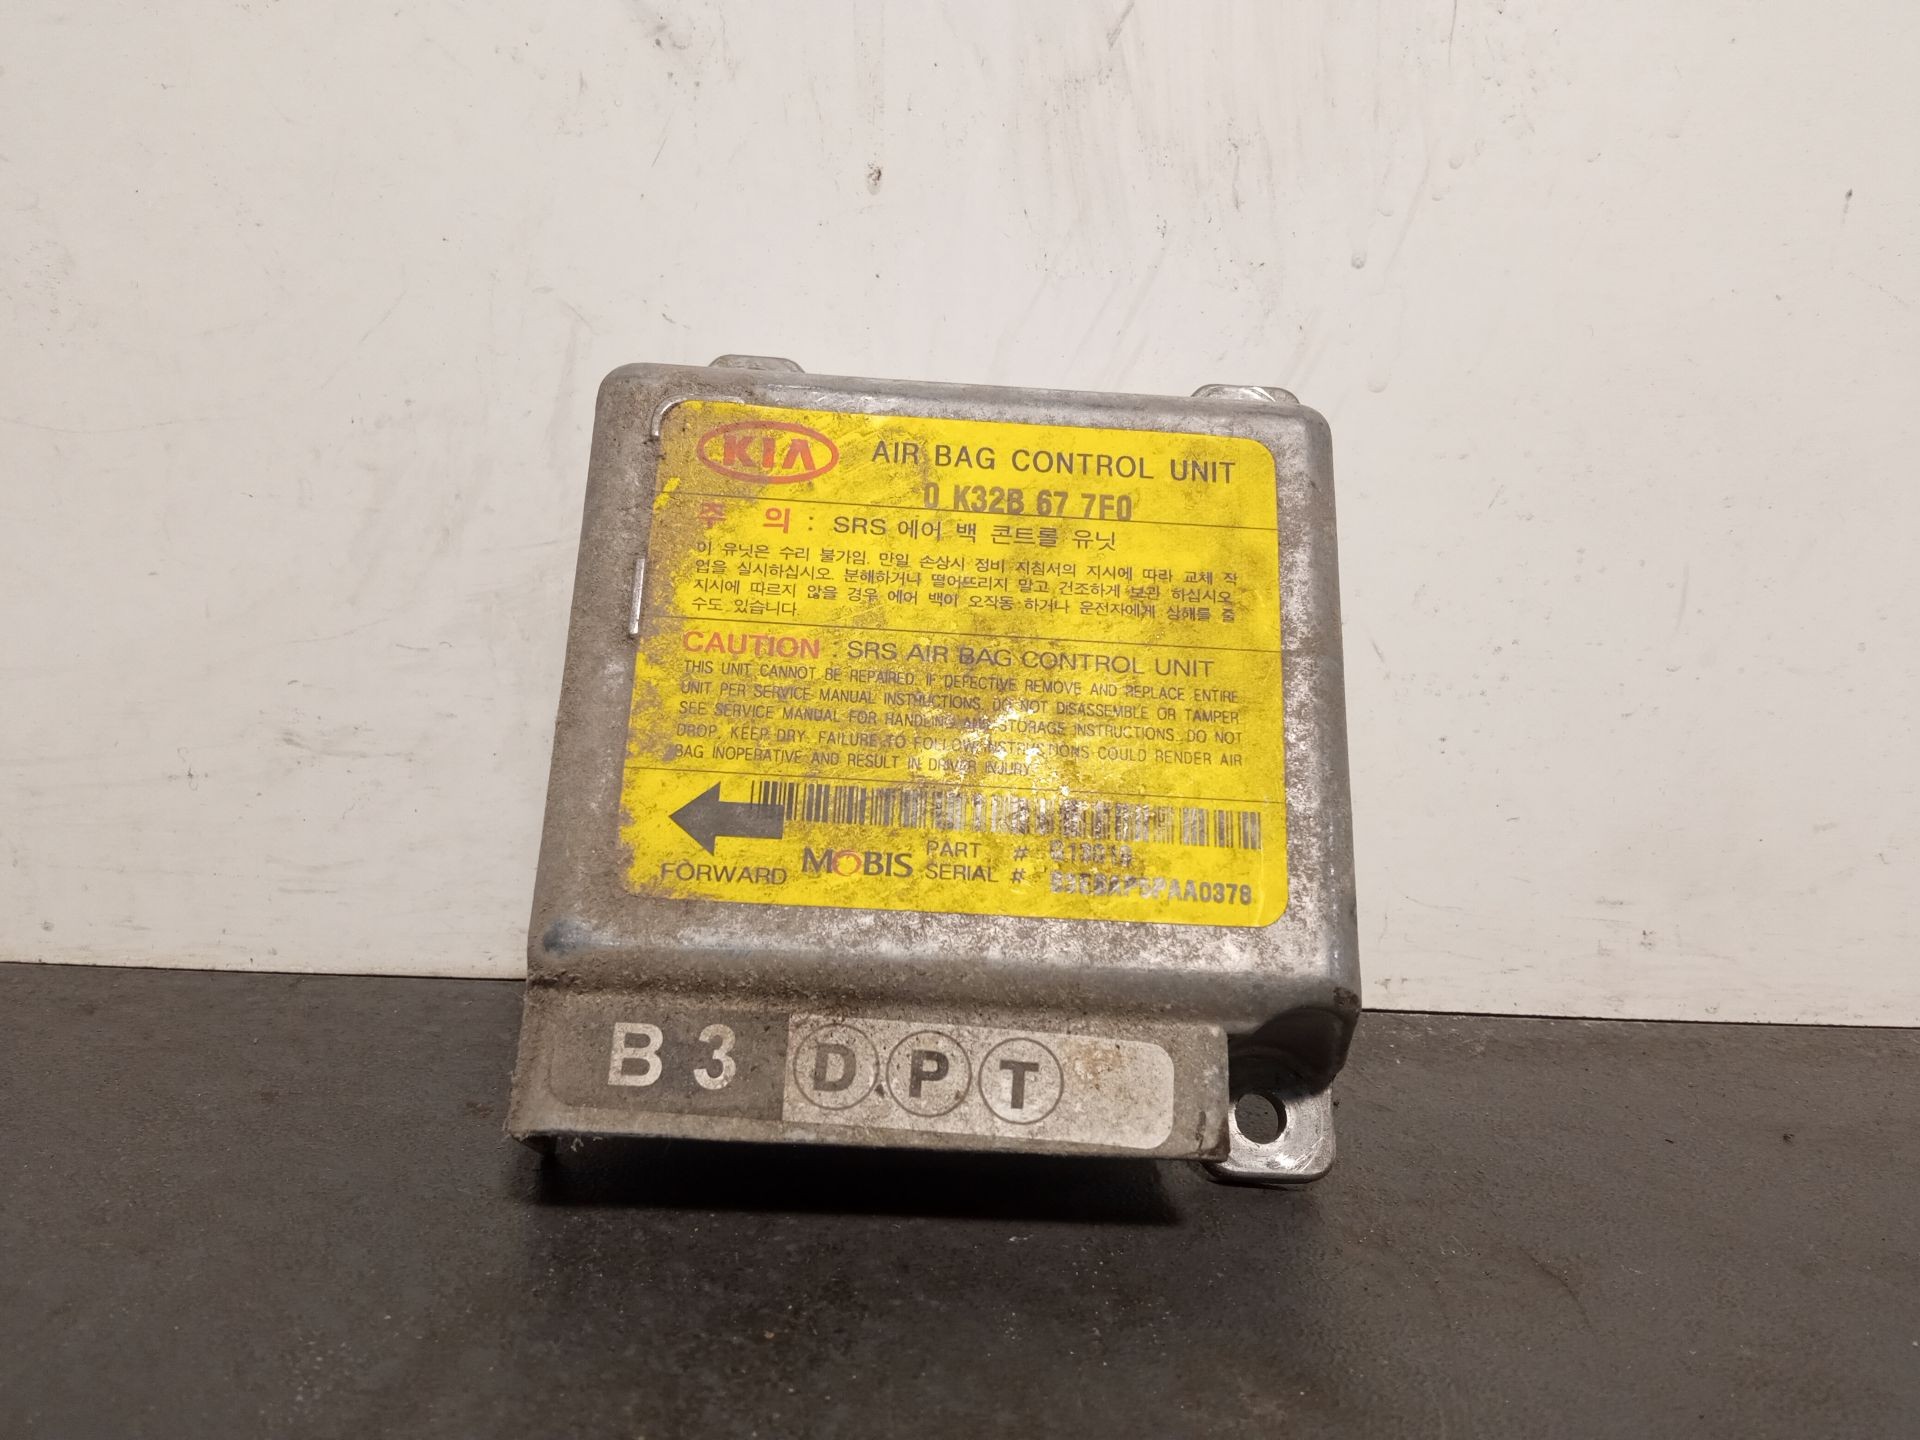 KIA AIR BAG CONTROL UNIT
0 K32B 67 7F0
주 의 : SRS 에어 백 콘트롤 유닛
이 유닛은 수리 불가임. 만일 손상시 정비 지침서의 지시에 따라 교체 작
업을 실시하십시오. 분해하거나 떨어뜨리지 말고 건조하게 보관 하십시오.
지시에 따르지 않을 경우 에어 백이 오작동 하거나 운전자에게 상해를 줄
수도 있습니다.
CAUTION : SRS AIR BAG CONTROL UNIT
THIS UNIT CANNOT BE REPAIRED. IF DEFECTIVE REMOVE AND REPLACE ENTIRE
UNIT PER SERVICE MANUAL INSTRUCTIONS. DO NOT DISASSEMBLE OR TAMPER.
SEE SERVICE MANUAL FOR HANDLING AND STORAGE INSTRUCTIONS. DO NOT
DROP. KEEP DRY. FAILURE TO FOLLOW INSTRUCTIONS COULD RENDER AIR
BAG INOPERATIVE AND RESULT IN DRIVER INJURY.
FORWARD MOBIS PART #
SERIAL #
B 3 D P T